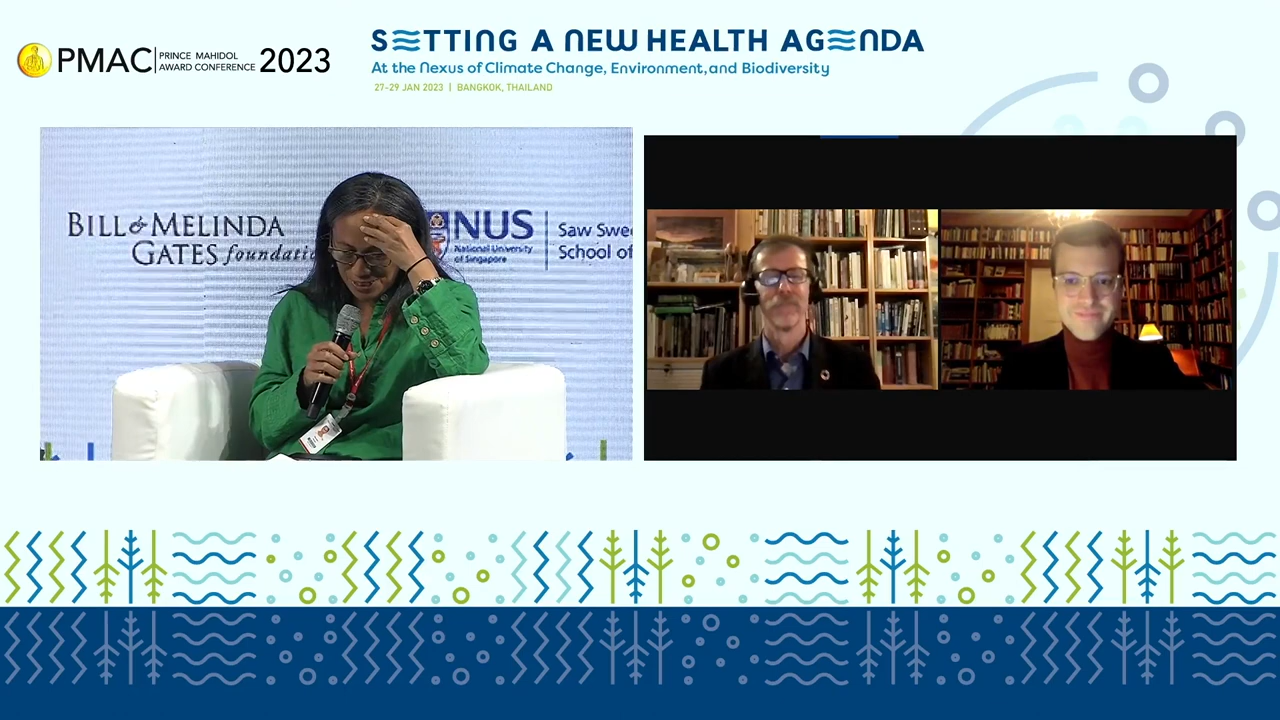 PMAC
PRINCE MAHIDOL
AWARD CONFERENCE
2023
SETTING A NEW HEALTH AGENDA
At the Nexus of Climate Change, Environment, and Biodiversity
27-29 JAN 2023 | BANGKOK, THAILAND
BILL & MELINDA
GATES foundatio
NUS
National University
of Singapore
Saw Swee
School of